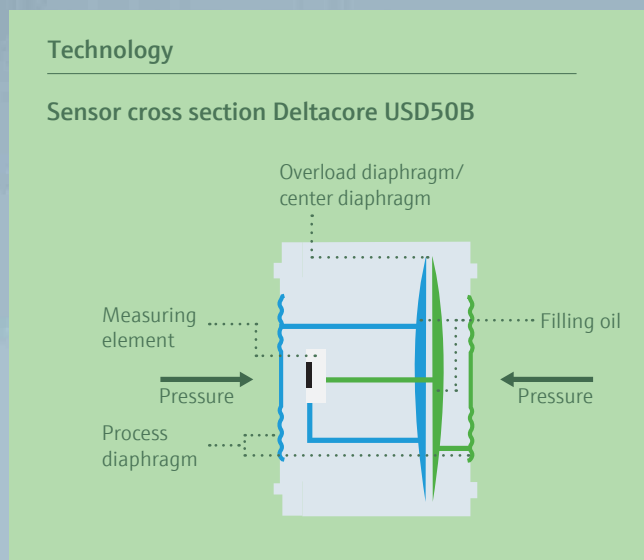 Technology
Sensor cross section Deltacore USD50B
Overload diaphragm/
center diaphragm
Measuring
element
Filling oil
Pressure
Pressure
Process
diaphragm